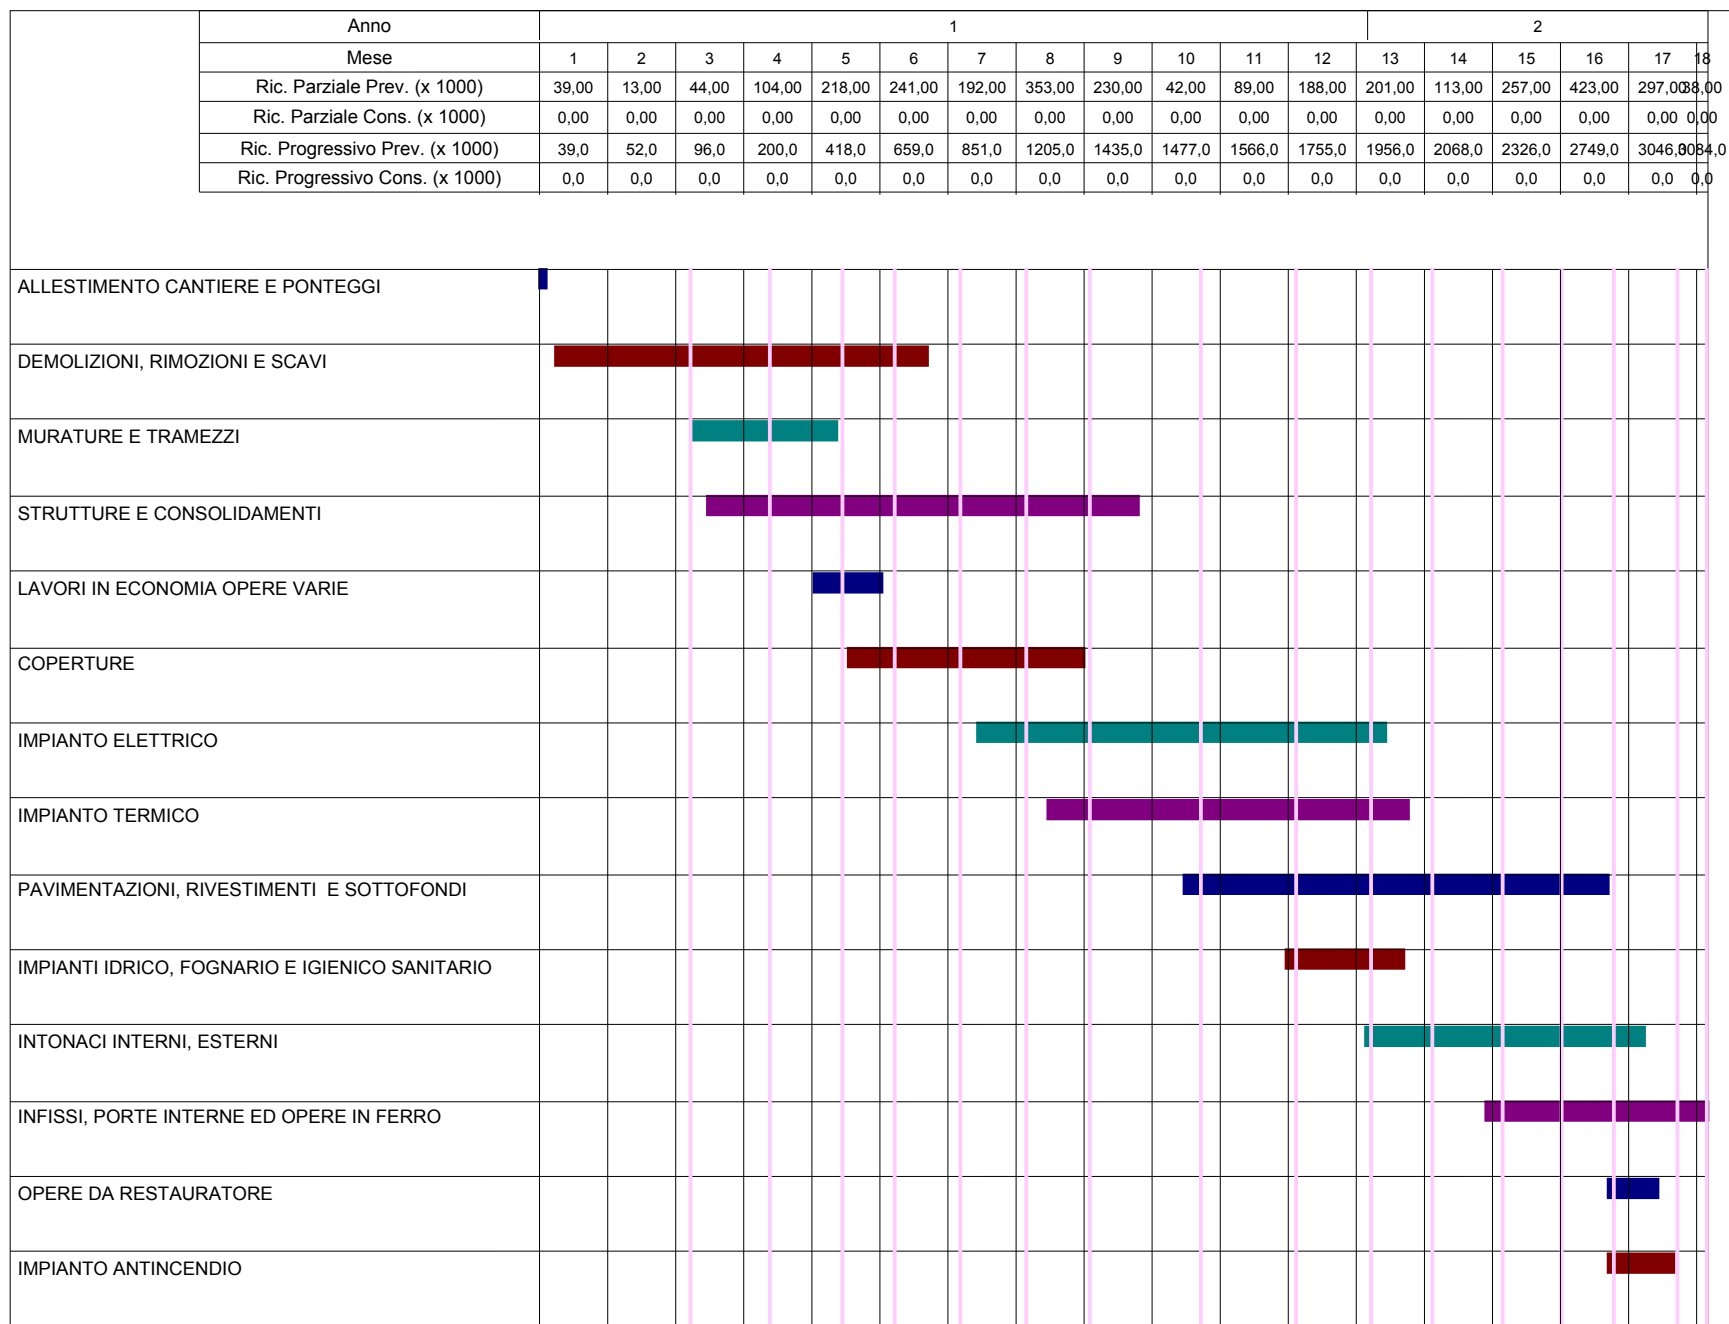 Anno 1 2
Mese 1 2 3 4 5 6 7 8 9 10 11 12 13 14 15 16 17 18
Ric. Parziale Prev. (x 1000) 39,00 13,00 44,00 104,00 218,00 241,00 192,00 353,00 230,00 42,00 89,00 188,00 201,00 113,00 257,00 423,00 297,00 38,00
Ric. Parziale Cons. (x 1000) 0,00 0,00 0,00 0,00 0,00 0,00 0,00 0,00 0,00 0,00 0,00 0,00 0,00 0,00 0,00 0,00 0,00 0,00
Ric. Progressivo Prev. (x 1000) 39,0 52,0 96,0 200,0 418,0 659,0 851,0 1205,0 1435,0 1477,0 1566,0 1755,0 1956,0 2068,0 2326,0 2749,0 3046,0 3084,0
Ric. Progressivo Cons. (x 1000) 0,0 0,0 0,0 0,0 0,0 0,0 0,0 0,0 0,0 0,0 0,0 0,0 0,0 0,0 0,0 0,0 0,0 0,0
ALLESTIMENTO CANTIERE E PONTEGGI
DEMOLIZIONI, RIMOZIONI E SCAVI
MURATURE E TRAMEZZI
STRUTTURE E CONSOLIDAMENTI
LAVORI IN ECONOMIA OPERE VARIE
COPERTURE
IMPIANTO ELETTRICO
IMPIANTO TERMICO
PAVIMENTAZIONI, RIVESTIMENTI E SOTTOFONDI
IMPIANTI IDRICO, FOGNARIO E IGIENICO SANITARIO
INTONACI INTERNI, ESTERNI
INFISSI, PORTE INTERNE ED OPERE IN FERRO
OPERE DA RESTAURATORE
IMPIANTO ANTINCENDIO